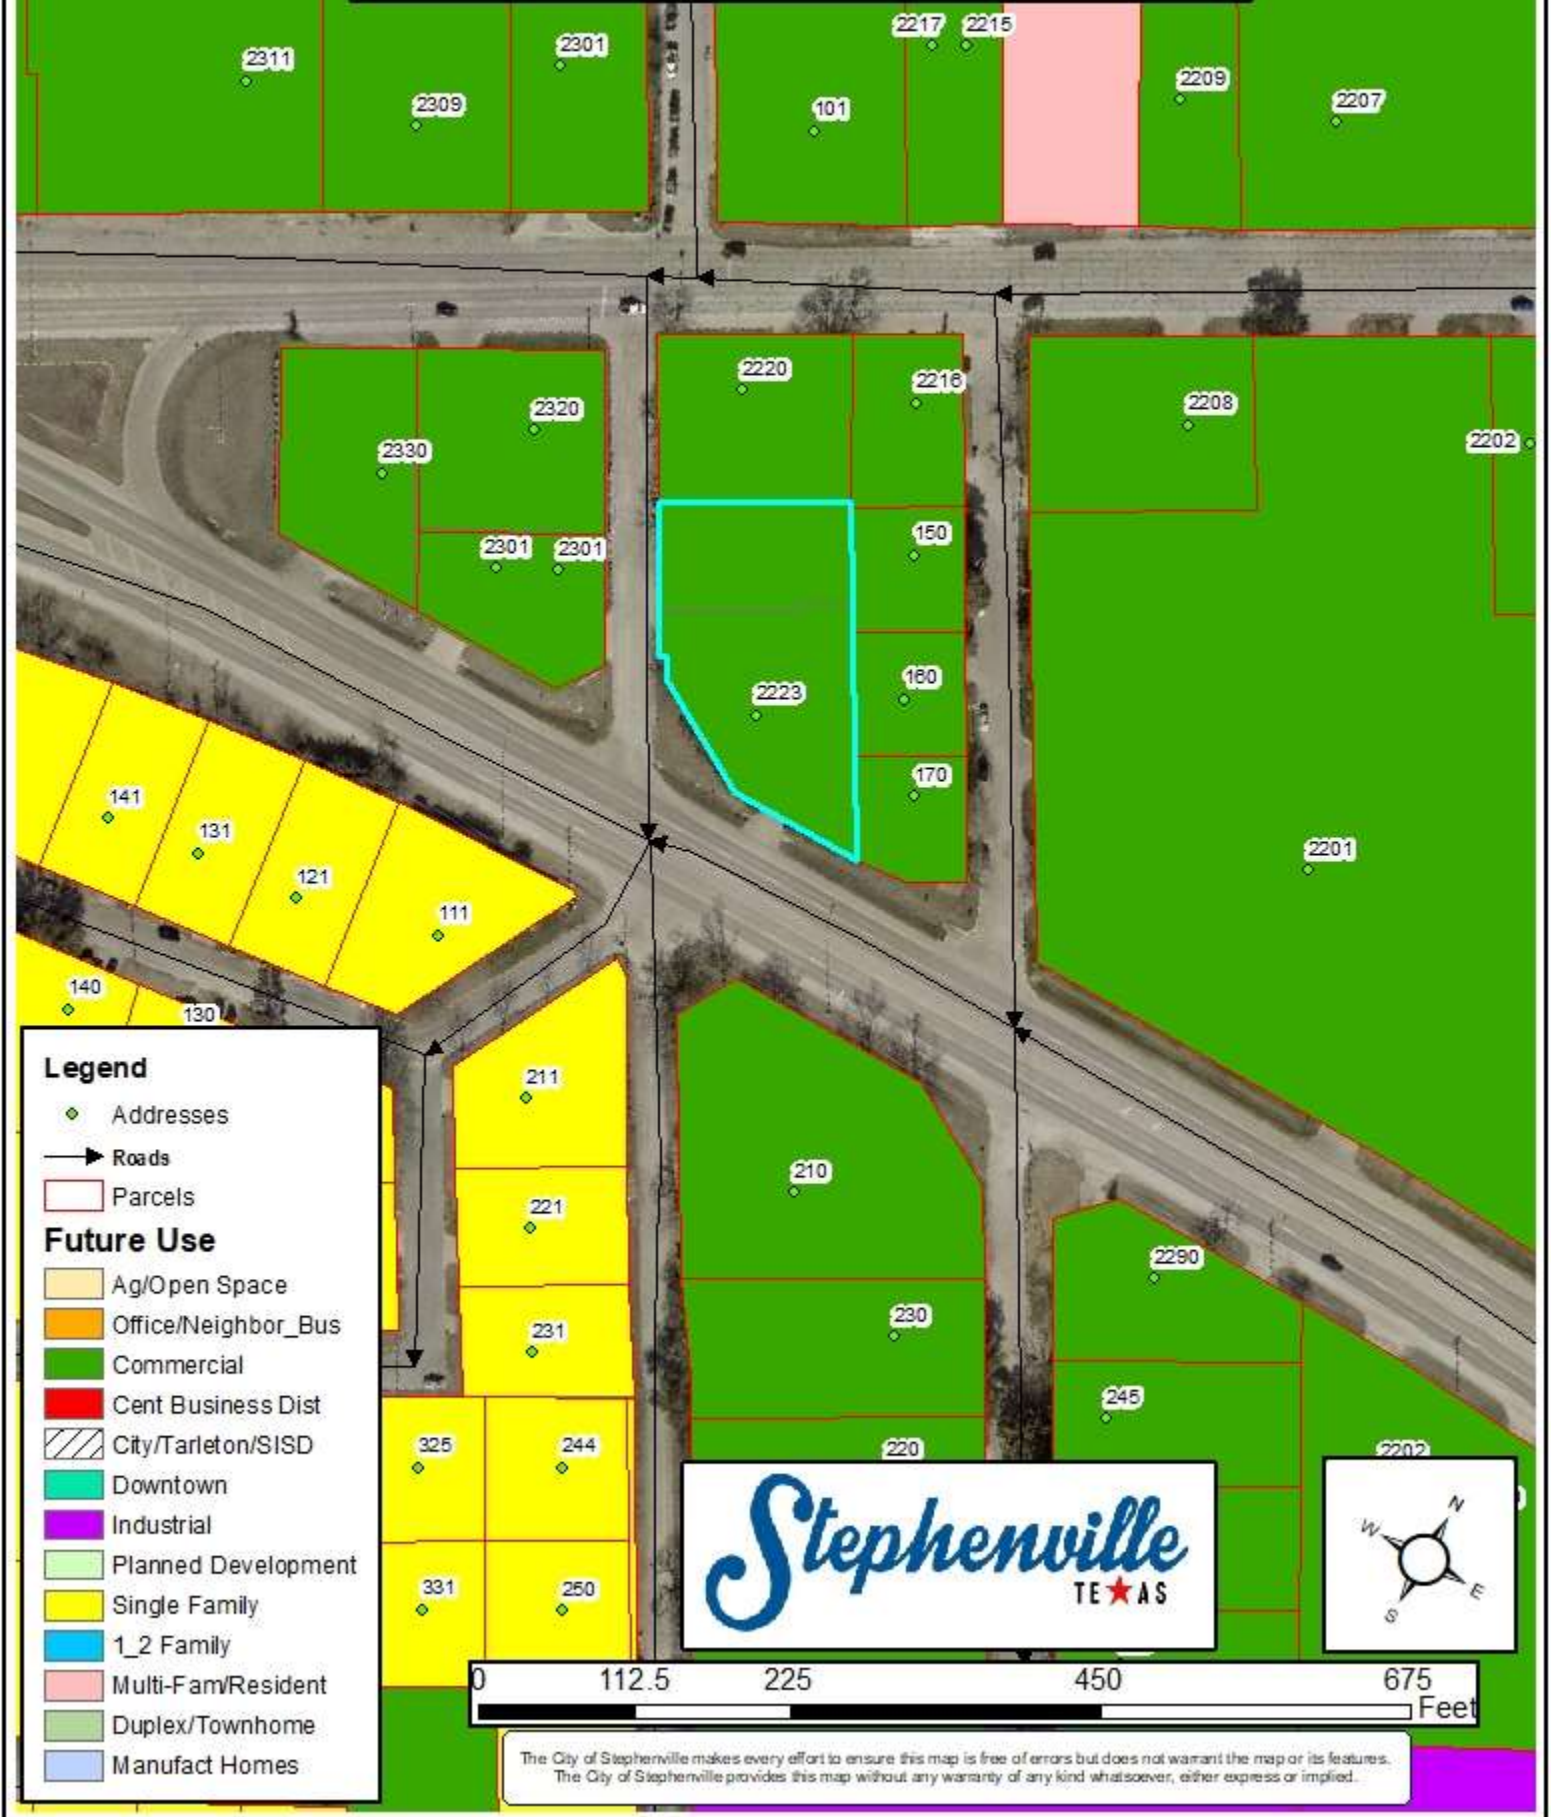 2217 2215
2301
2311
2209
2309
101
2207
2220
2216
2320
2208
2330
2202
150
2301 2301
160
2223
170
141
131
2201
121
111
140
130
211
210
221
2290
230
231
245
325
244
220
2202
331
250
Legend
Addresses
Roads
Parcels
Future Use
Ag/Open Space
Office/Neighbor_Bus
Commercial
Cent Business Dist
City/Tarleton/SISD
Downtown
Industrial
Planned Development
Single Family
1_2 Family
Multi-Fam/Resident
Duplex/Townhome
Manufact Homes
Stephenville
TEXAS
N
W
E
S
0 112.5 225 450 675
Feet
The City of Stephenville makes every effort to ensure this map is free of errors but does not warrant the map or its features.
The City of Stephenville provides this map without any warranty of any kind whatsoever, either express or implied.